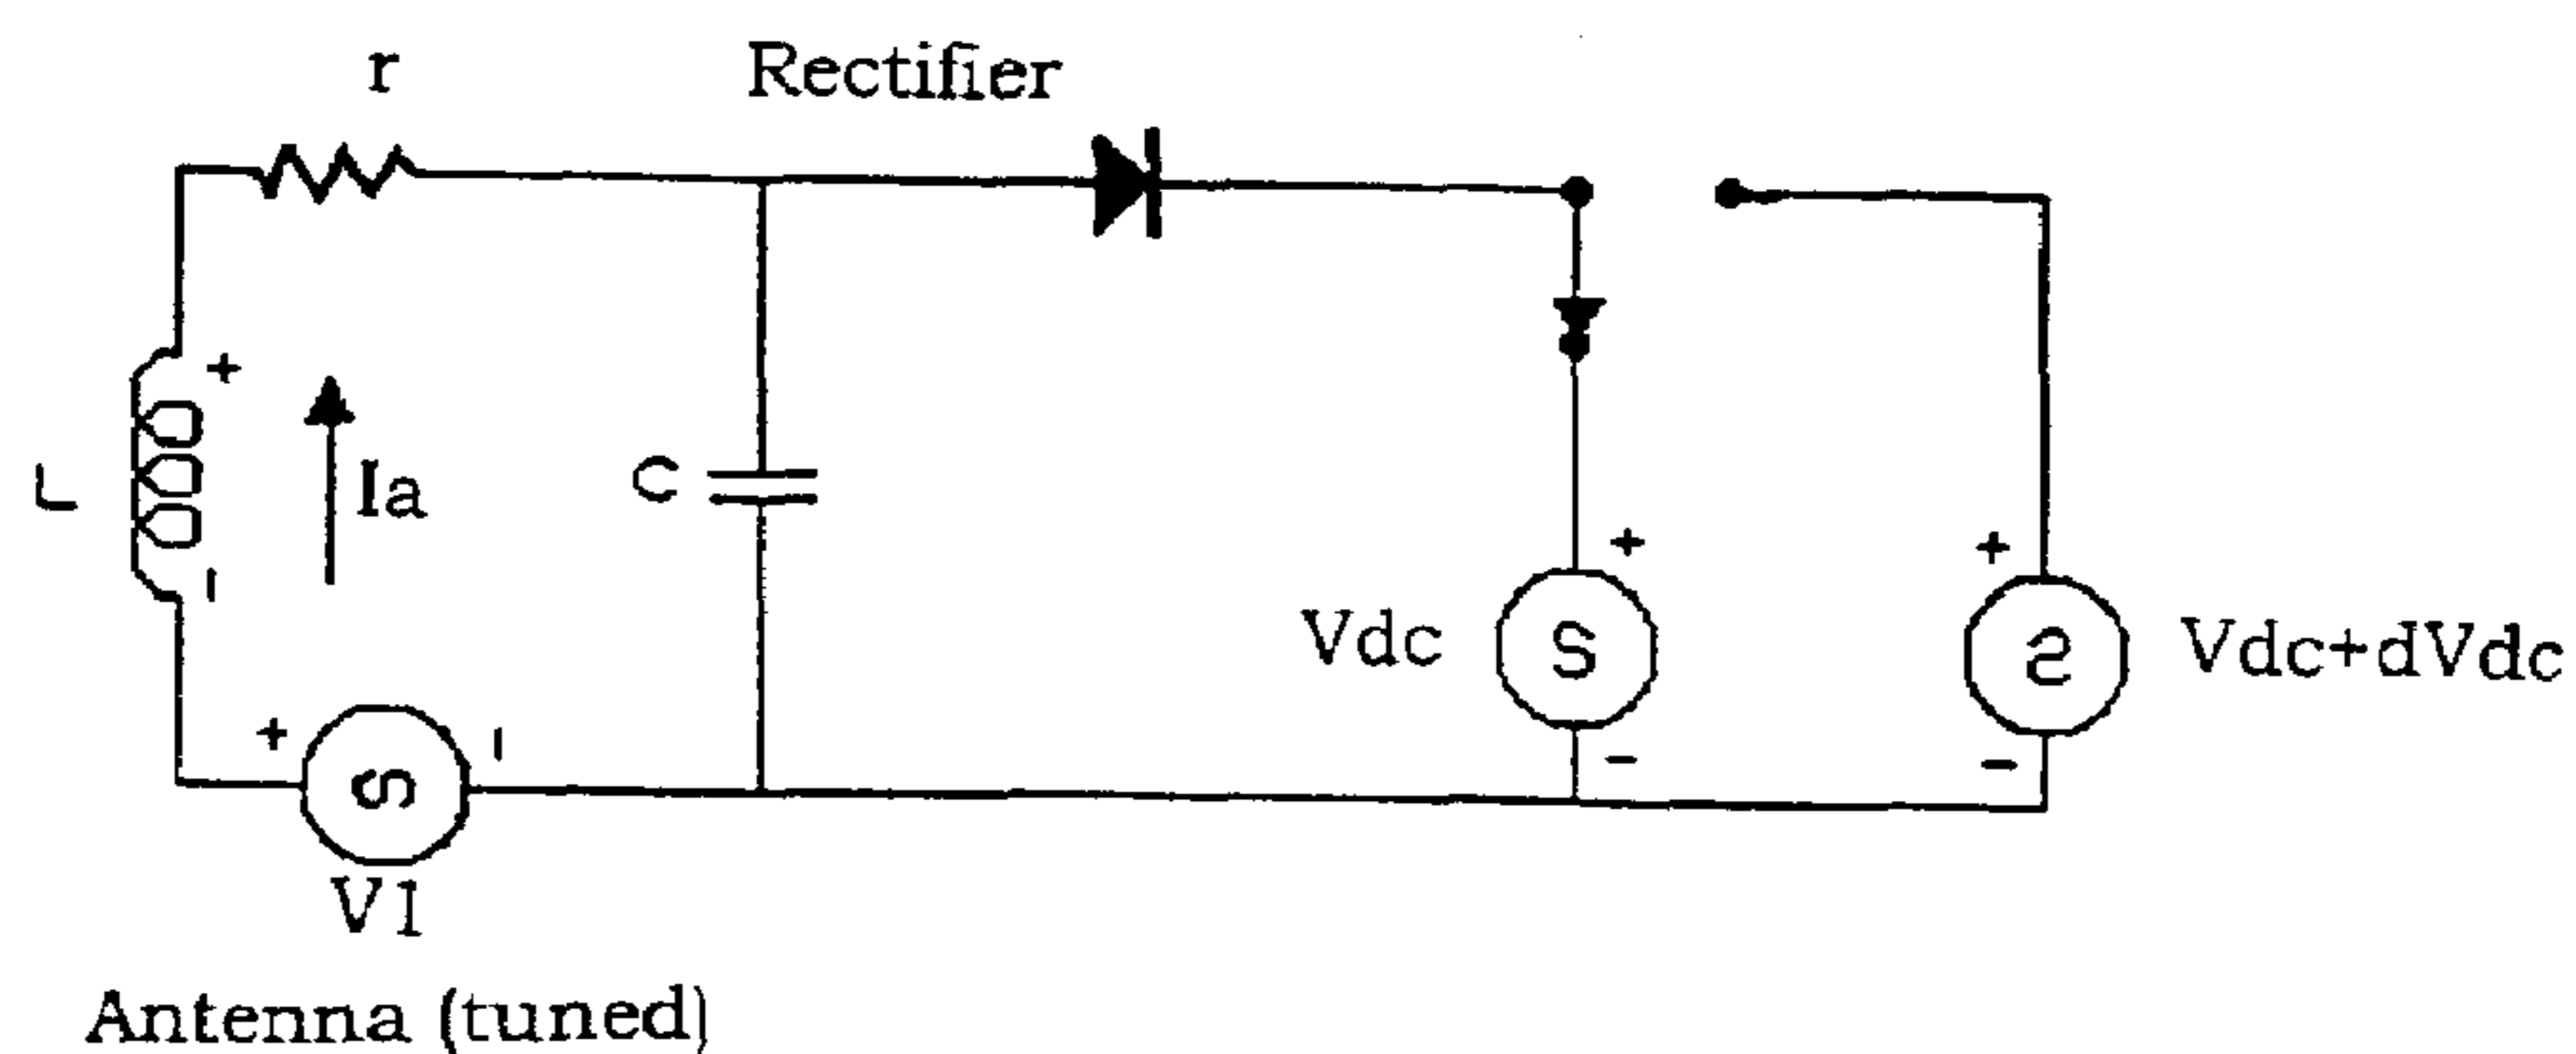 r
Rectifier
+
L
Ia
-
C
+
-
V1
Vdc
+
S
-
+
S
-
Vdc+dVdc
S
Antenna (tuned)